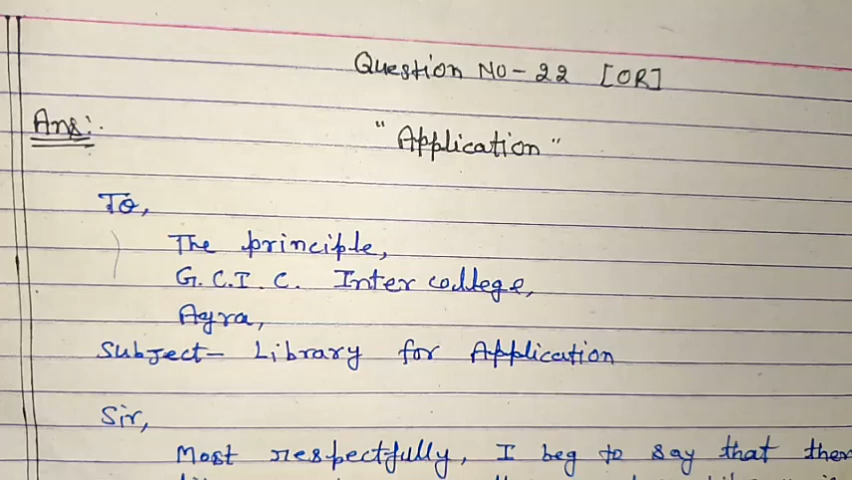 Question No-22 [OR]
Ans:-
"Application"
To,
The principle,
G.C.I.C. Inter college,
Agra,
Subject- Library for Application
Sir,
Most respectfully, I beg to say that